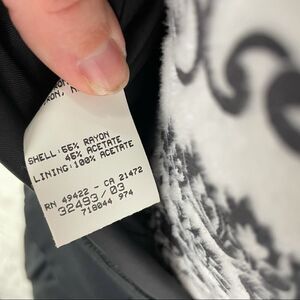 SHELL: 55% RAYON
45% ACETATE
LINING: 100% ACETATE
RN 49422 - CA 21472
32493/03
718044 974